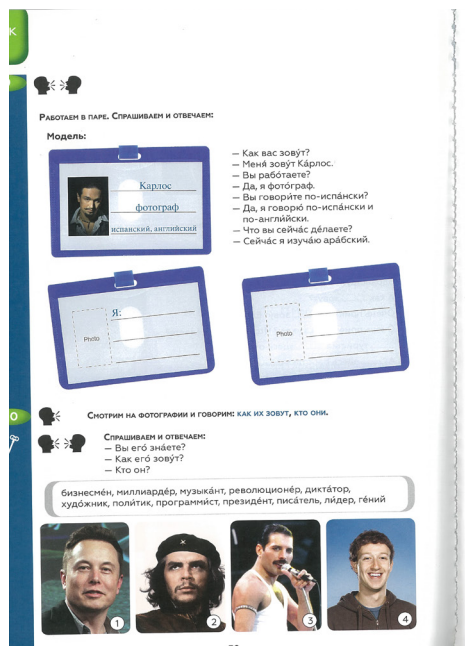 К
Работаем в паре. Спрашиваем и отвечаем:
Модель:
Карлос
фотограф
испанский, английский
— Как вас зову́т?
— Меня́ зову́т Ка́рлос.
— Вы рабо́таете?
— Да, я фото́граф.
— Вы говори́те по-испа́нски?
— Да, я говорю́ по-испа́нски и
по-англи́йски.
— Что вы сейча́с де́лаете?
— Сейча́с я изуча́ю ара́бский.
Photo
Я:
Photo
О
Смотрим на фотографии и говорим: как их зовут, кто они.
Спрашиваем и отвечаем:
— Вы его́ зна́ете?
— Как его́ зову́т?
— Кто он?
бизнесме́н, миллиарде́р, музыка́нт, революционе́р, дикта́тор,
худо́жник, поли́тик, программи́ст, президе́нт, писа́тель, ли́дер, ге́ний
1
2
3
4